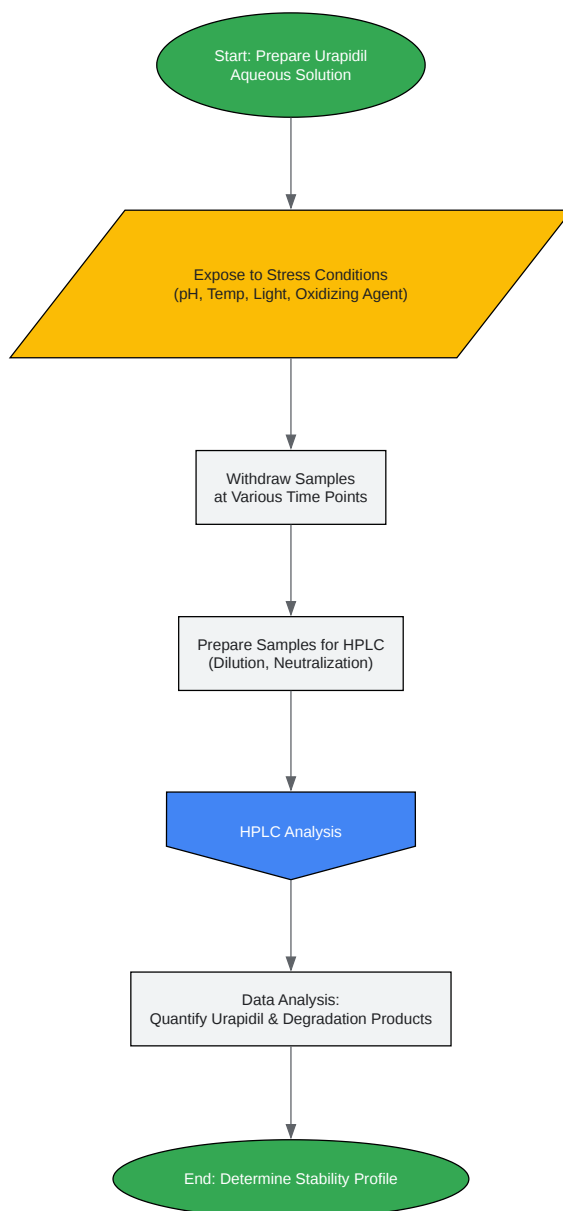 Start: Prepare Urapidil
Aqueous Solution
Expose to Stress Conditions
(pH, Temp, Light, Oxidizing Agent)
Withdraw Samples
at Various Time Points
Prepare Samples for HPLC
(Dilution, Neutralization)
HPLC Analysis
Data Analysis:
Quantify Urapidil & Degradation Products
End: Determine Stability Profile